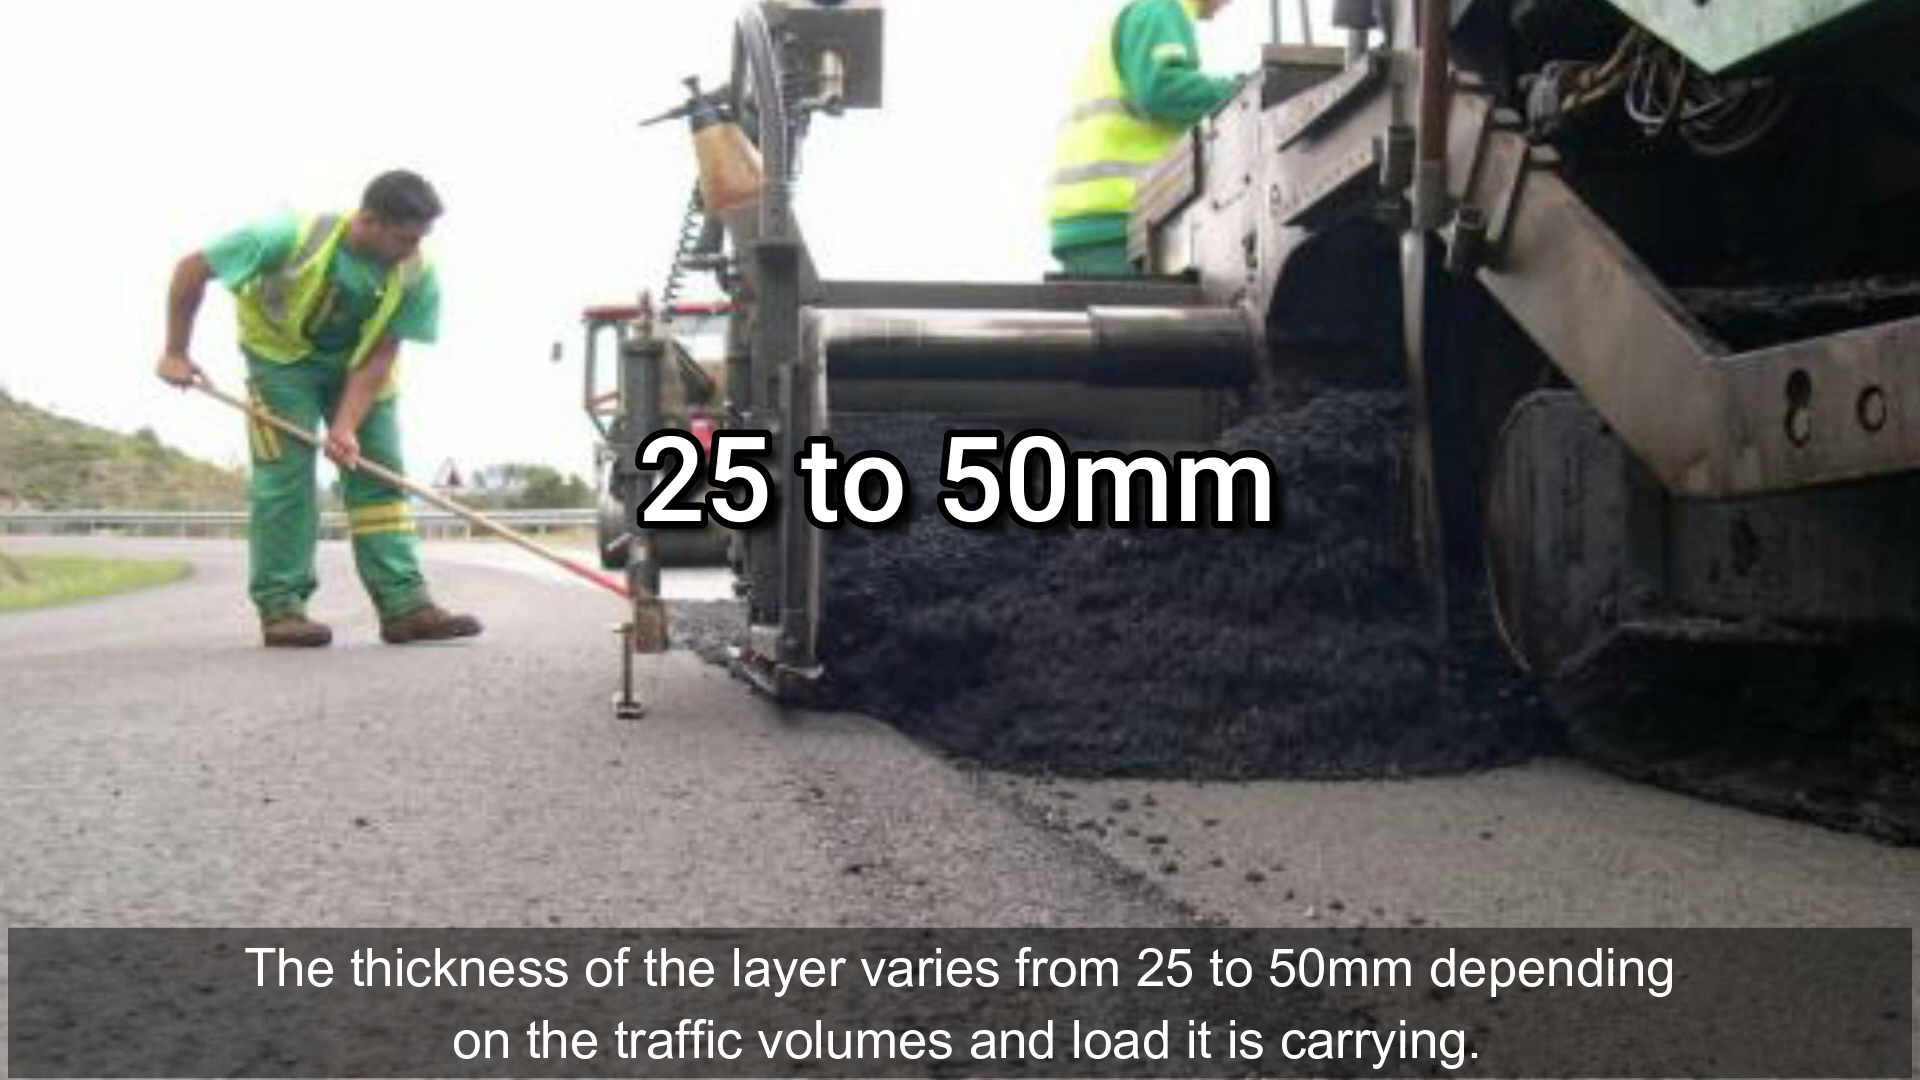 25 to 50mm
The thickness of the layer varies from 25 to 50mm depending
on the traffic volumes and load it is carrying.